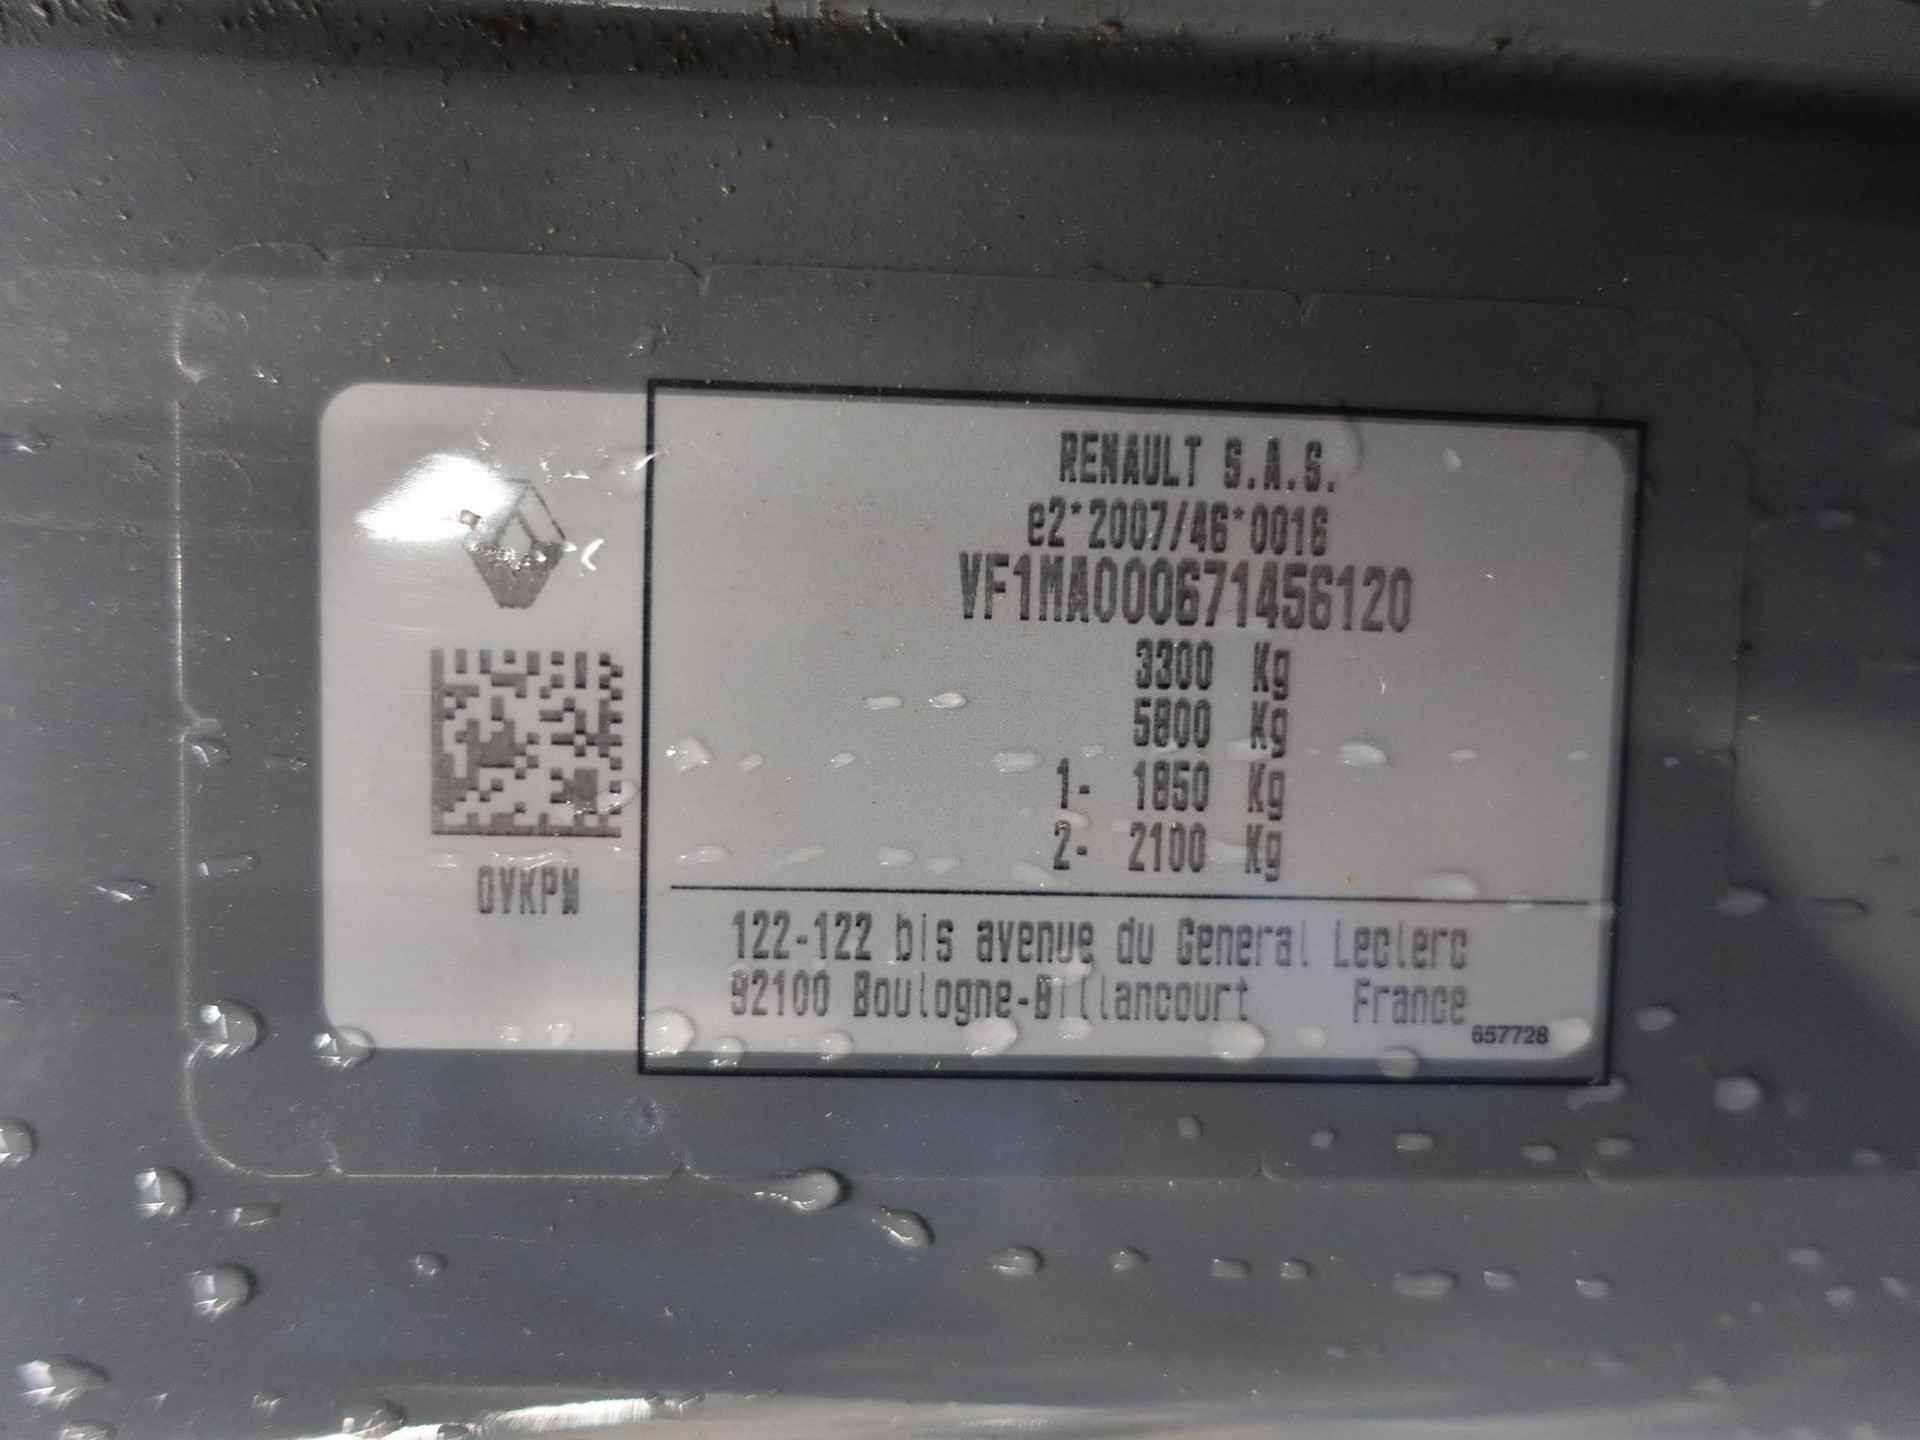 RENAULT S.A.S.
e2*2007/46*0016
VF1MA000671456120
3300 Kg
5800 Kg
1- 1850 Kg
2- 2100 Kg
OVKPN
122-122 bis avenue du General Leclerc
92100 Boulogne-Billancourt France
657728